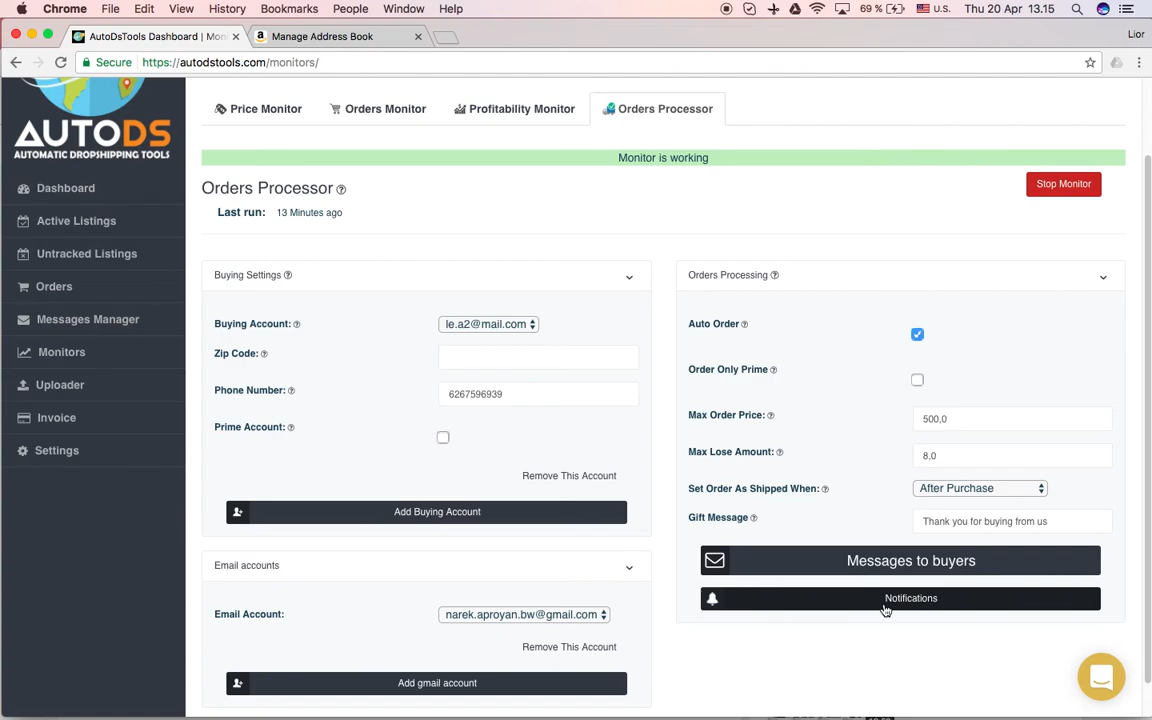 Chrome File Edit View History Bookmarks People Window Help 69 % U.S. Thu 20 Apr 13.15
AutoDsTools Dashboard | Moni Manage Address Book Lior
Secure https://autodstools.com/monitors/
AUTODS
AUTOMATIC DROPSHIPPING TOOLS
Dashboard
Active Listings
Untracked Listings
Orders
Messages Manager
Monitors
Uploader
Invoice
Settings
Price Monitor Orders Monitor Profitability Monitor Orders Processor
Monitor is working
Orders Processor
Stop Monitor
Last run: 13 Minutes ago
Buying Settings
Buying Account: le.a2@mail.com
Zip Code:
Phone Number: 6267596939
Prime Account:
Remove This Account
Add Buying Account
Email accounts
Email Account: narek.aproyan.bw@gmail.com
Remove This Account
Add gmail account
Orders Processing
Auto Order
Order Only Prime
Max Order Price: 500,0
Max Lose Amount: 8,0
Set Order As Shipped When: After Purchase
Gift Message Thank you for buying from us
Messages to buyers
Notifications